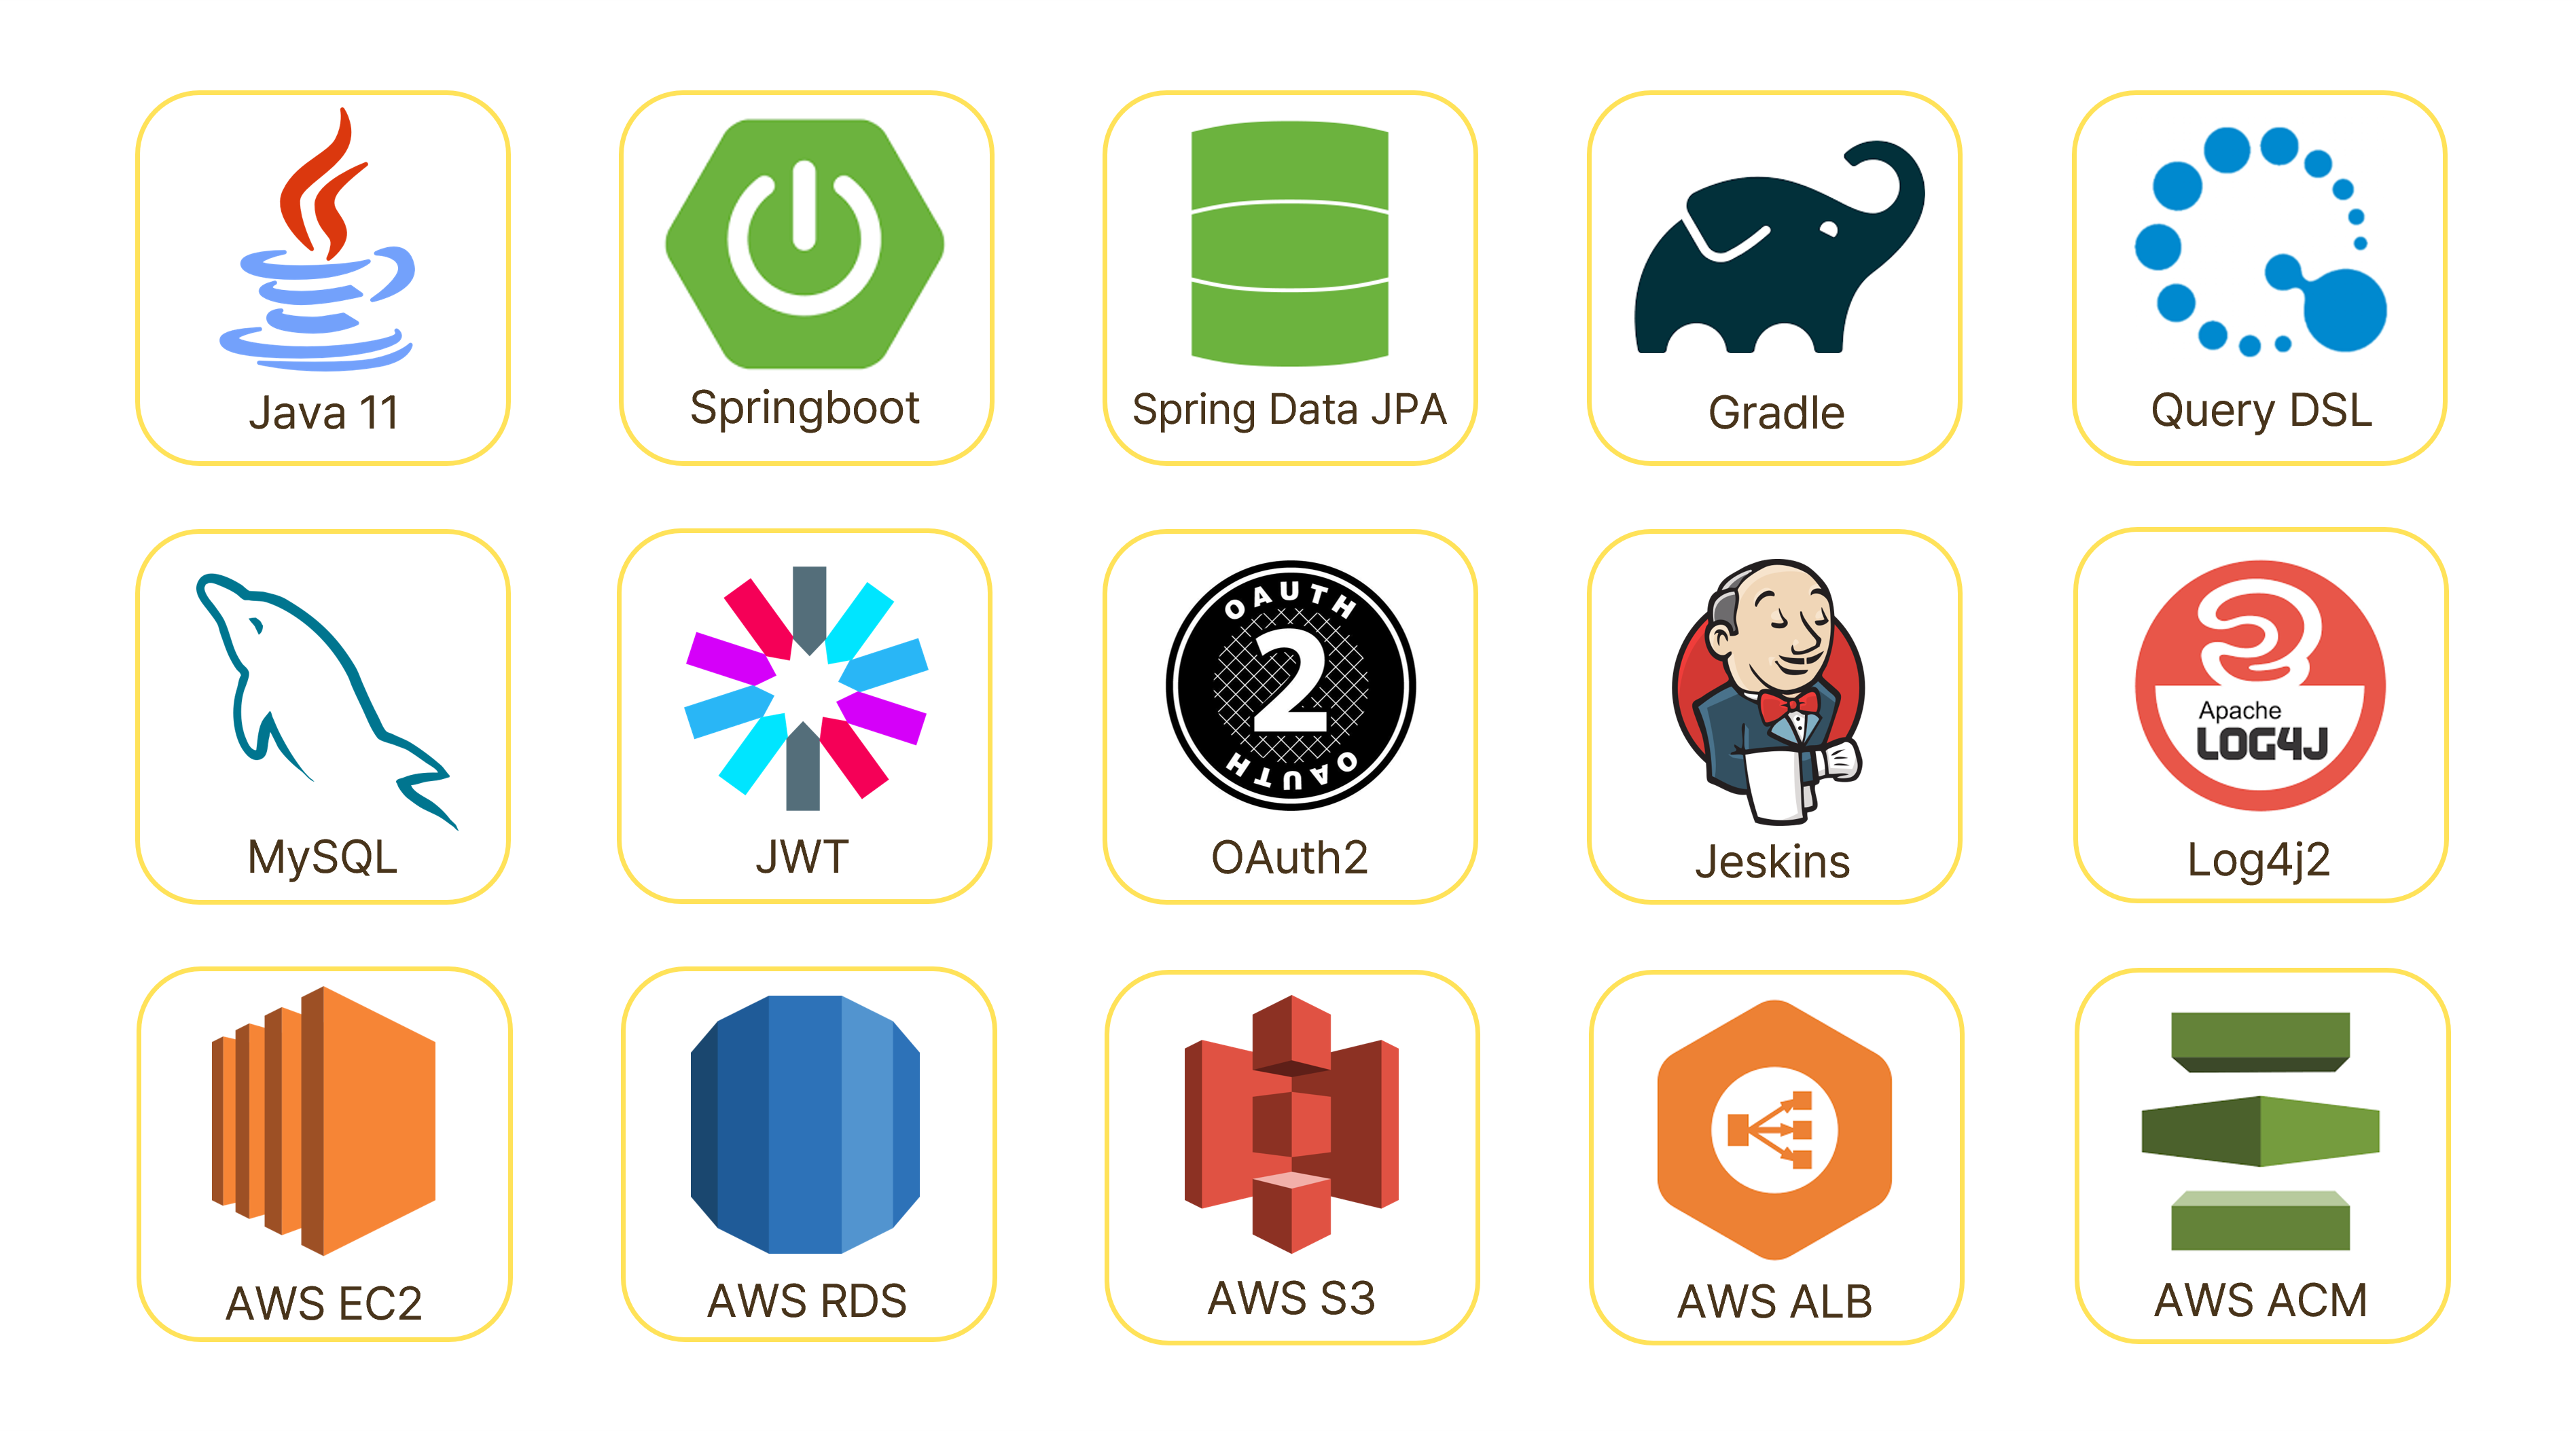 Java 11
Springboot
Spring Data JPA
Gradle
Query DSL
OAUTH
2
OAUTH
Apache
LOG4J
MySQL
JWT
OAuth2
Jeskins
Log4j2
AWS EC2
AWS RDS
AWS S3
AWS ALB
AWS ACM